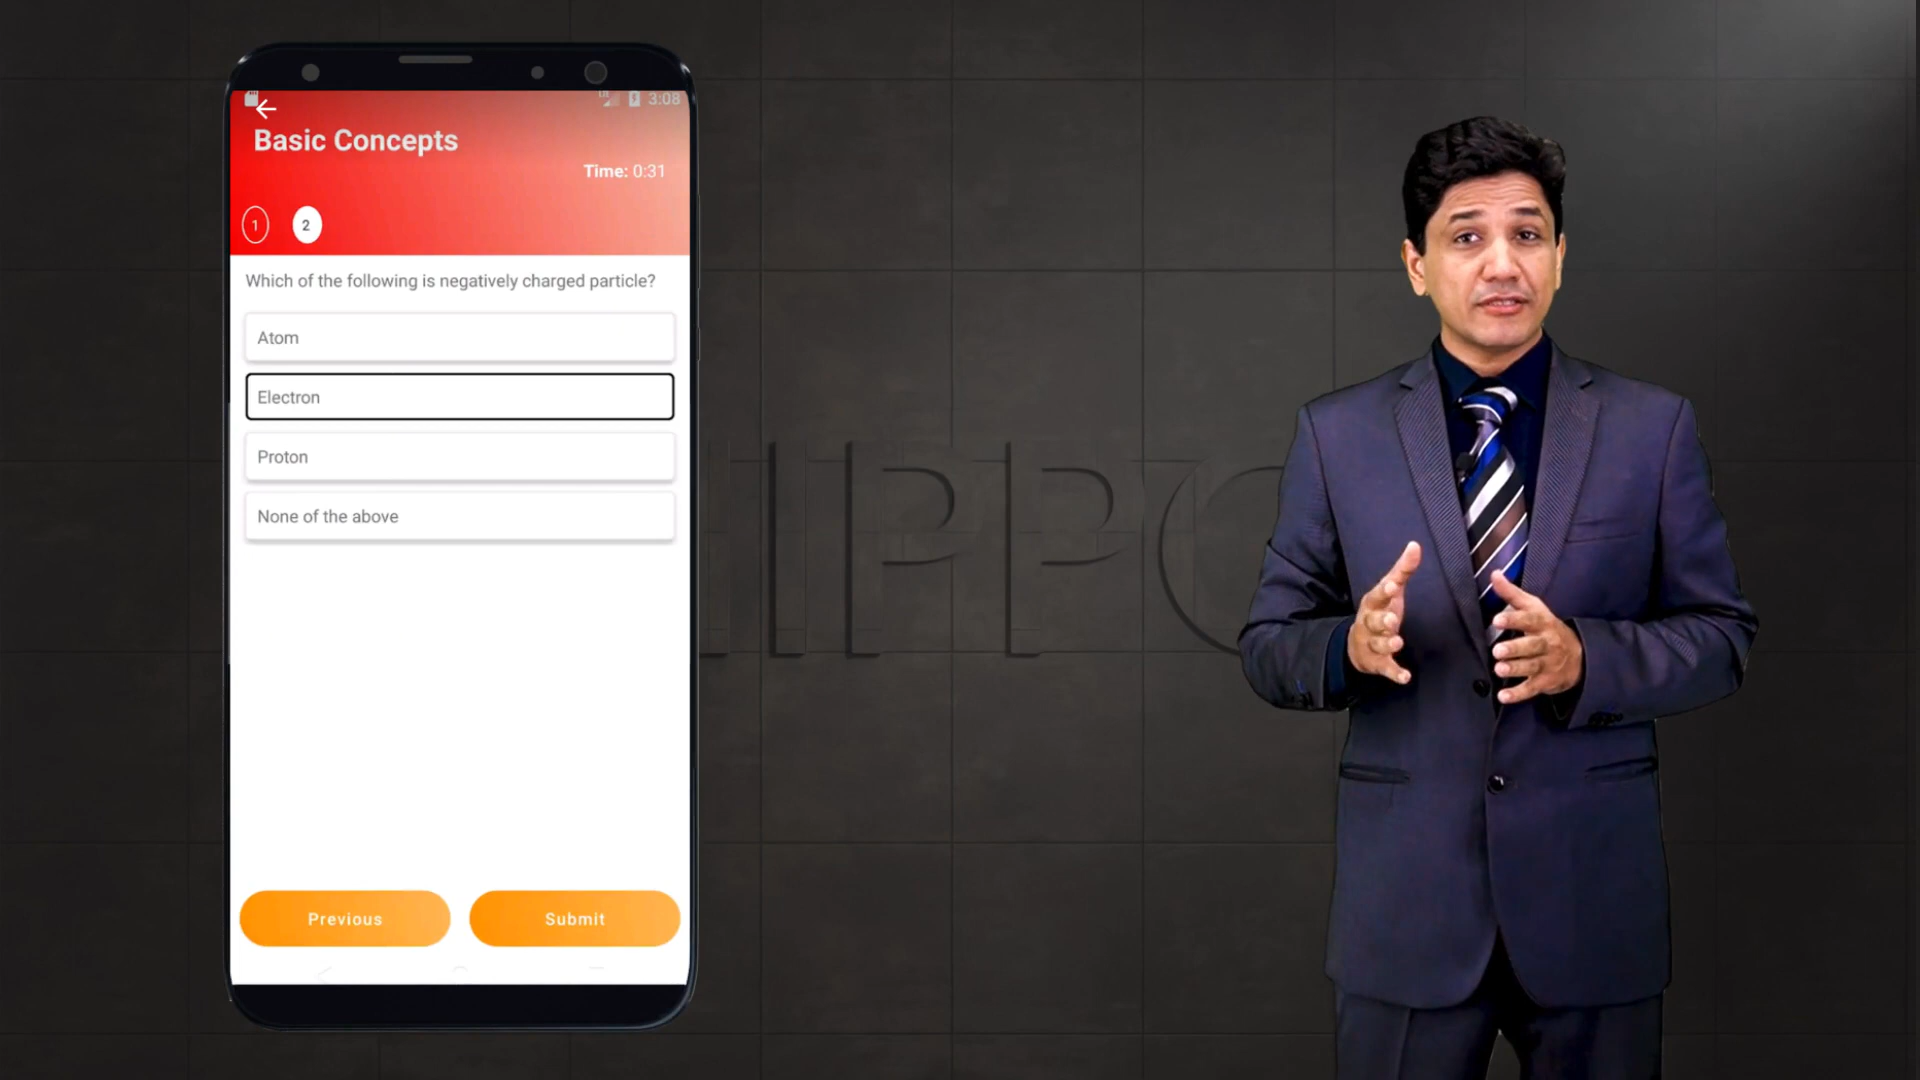 3:08
Basic Concepts
Time: 0:31
1 2
Which of the following is negatively charged particle?
Atom
Electron
Proton
None of the above
Previous Submit